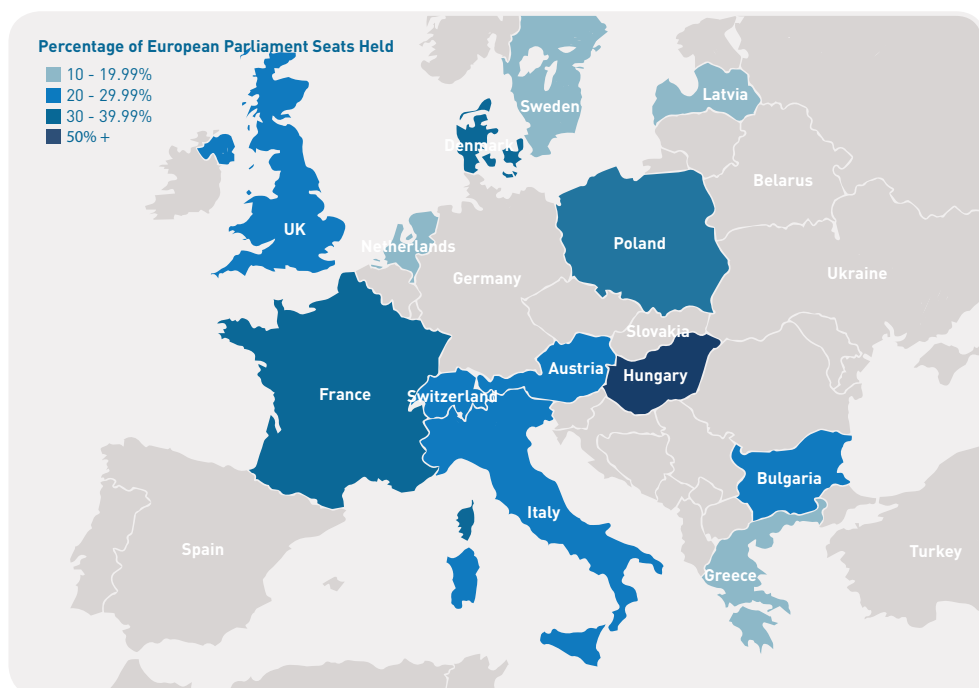 Percentage of European Papliament Seats Held
10 - 19.99%
20 - 29.99%
30 - 39.99%
50% +
Sweden
Latvia
Denmark
Belarus
UK
Netherlands
Poland
Germany
Ukraine
Slovakia
Austria
Hungary
France
Switzerland
Bulgaria
Italy
Spain
Turkey
Greece